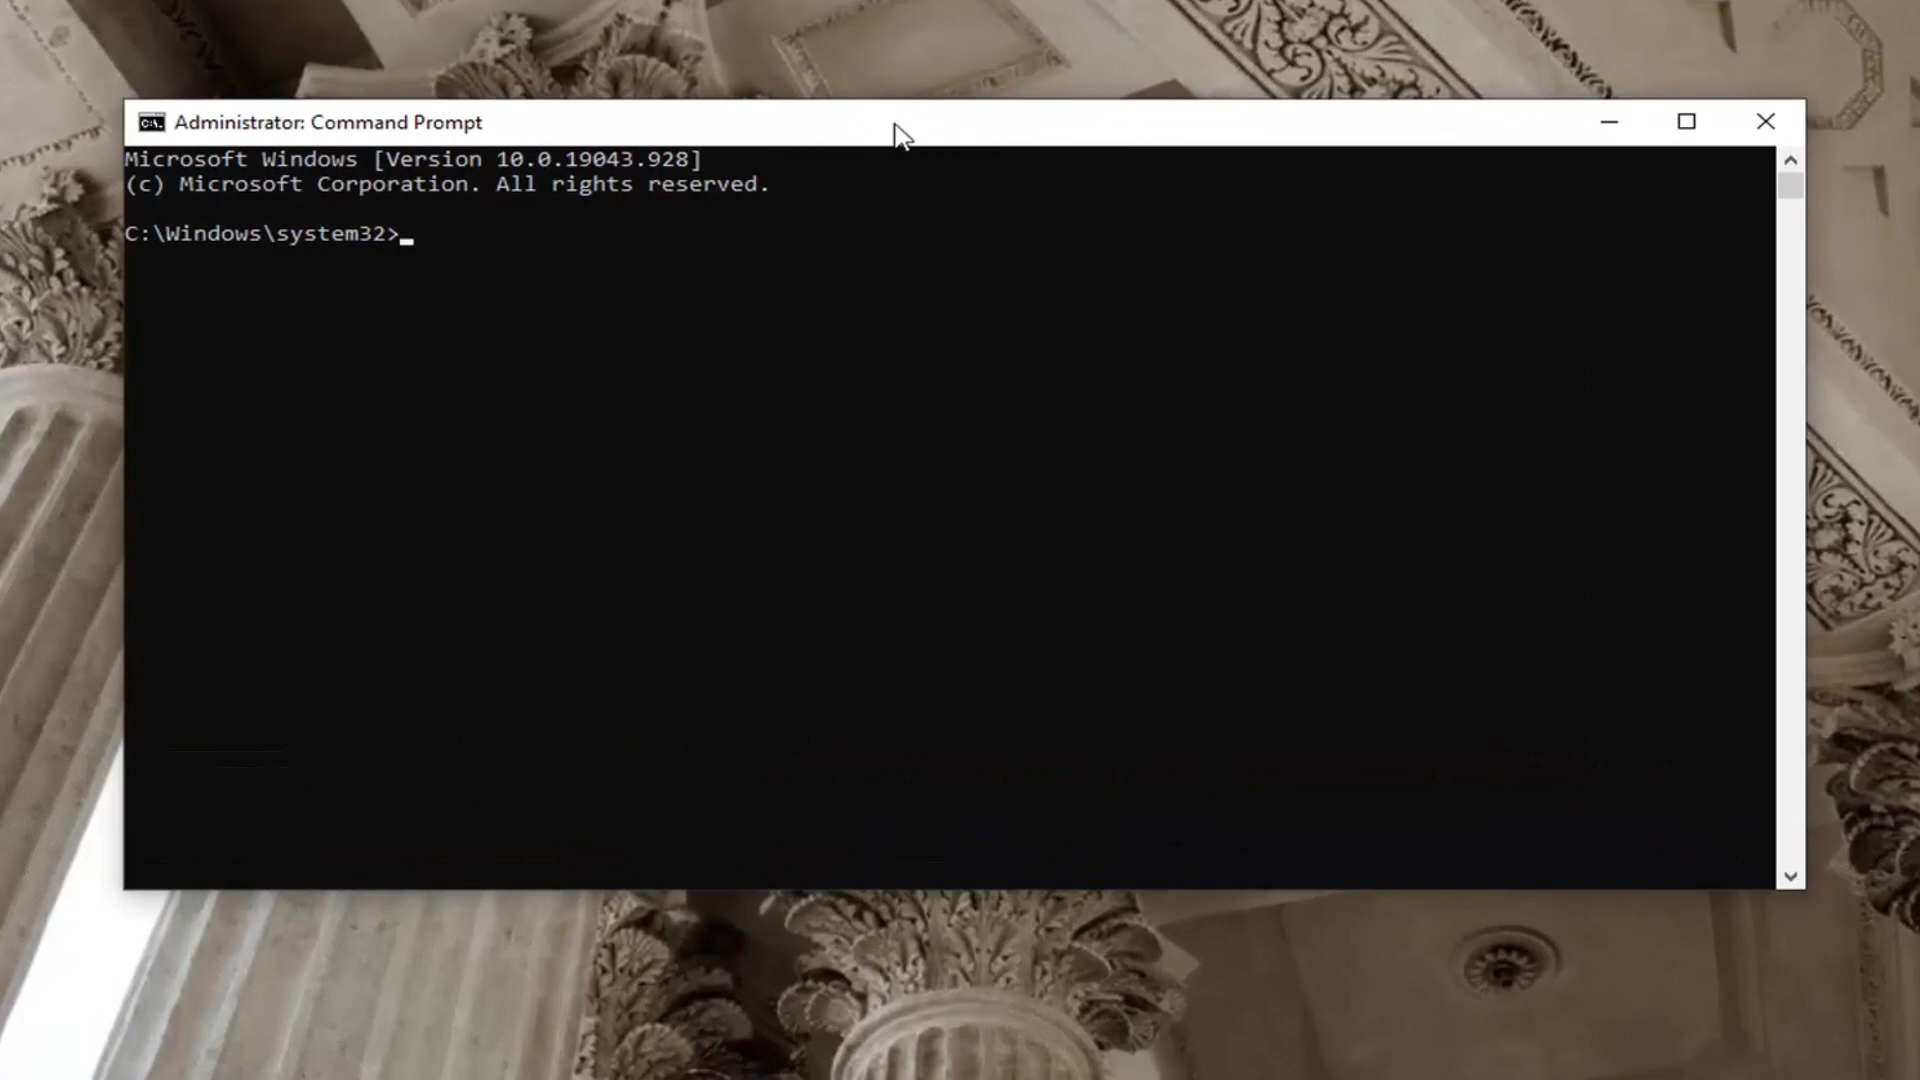 Administrator: Command Prompt
Microsoft Windows [Version 10.0.19043.928]
(c) Microsoft Corporation. All rights reserved.
C:\Windows\system32>